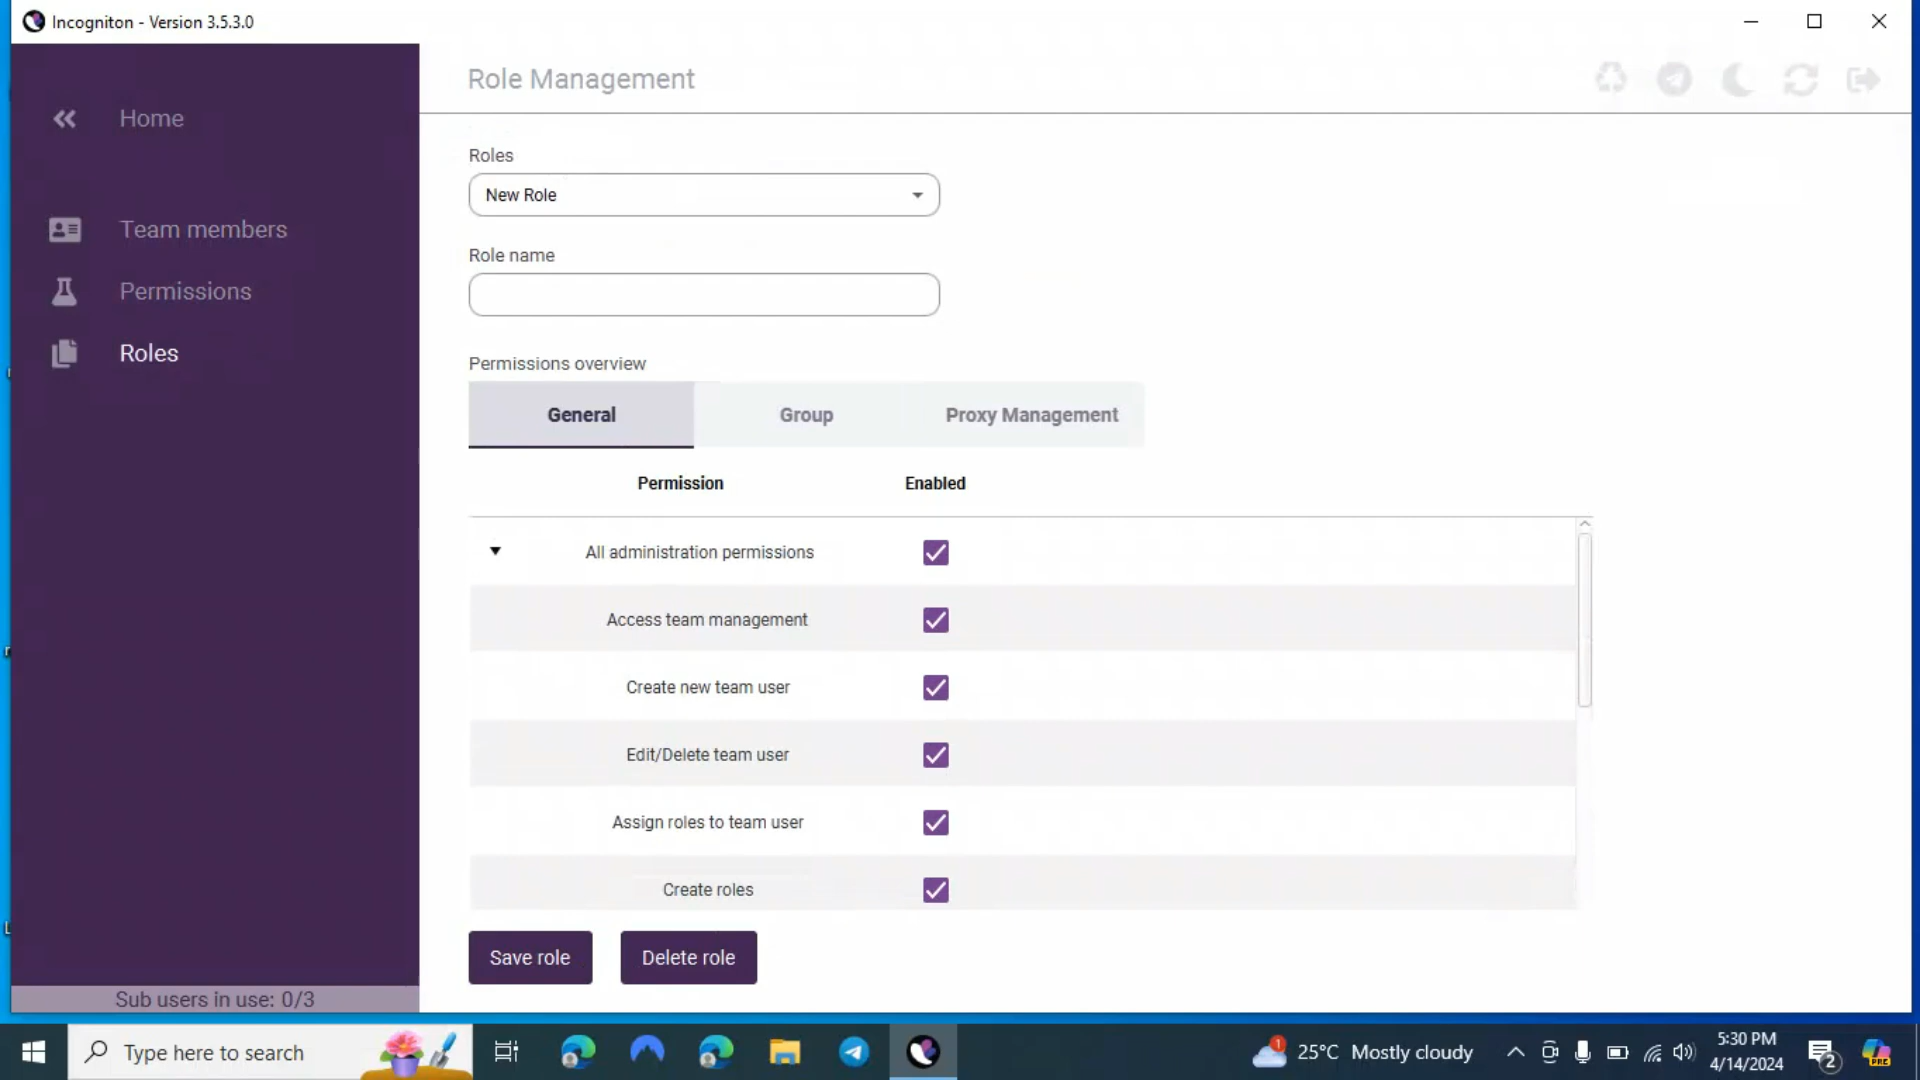 Incogniton - Version 3.5.3.0
Home
Team members
Permissions
Roles
Sub users in use: 0/3
Role Management
Roles
New Role
Role name
Permissions overview
General
Group
Proxy Management
Permission
Enabled
All administration permissions
Access team management
Create new team user
Edit/Delete team user
Assign roles to team user
Create roles
Save role
Delete role
Type here to search
1
25°C Mostly cloudy
5:30 PM
4/14/2024
2
PRE